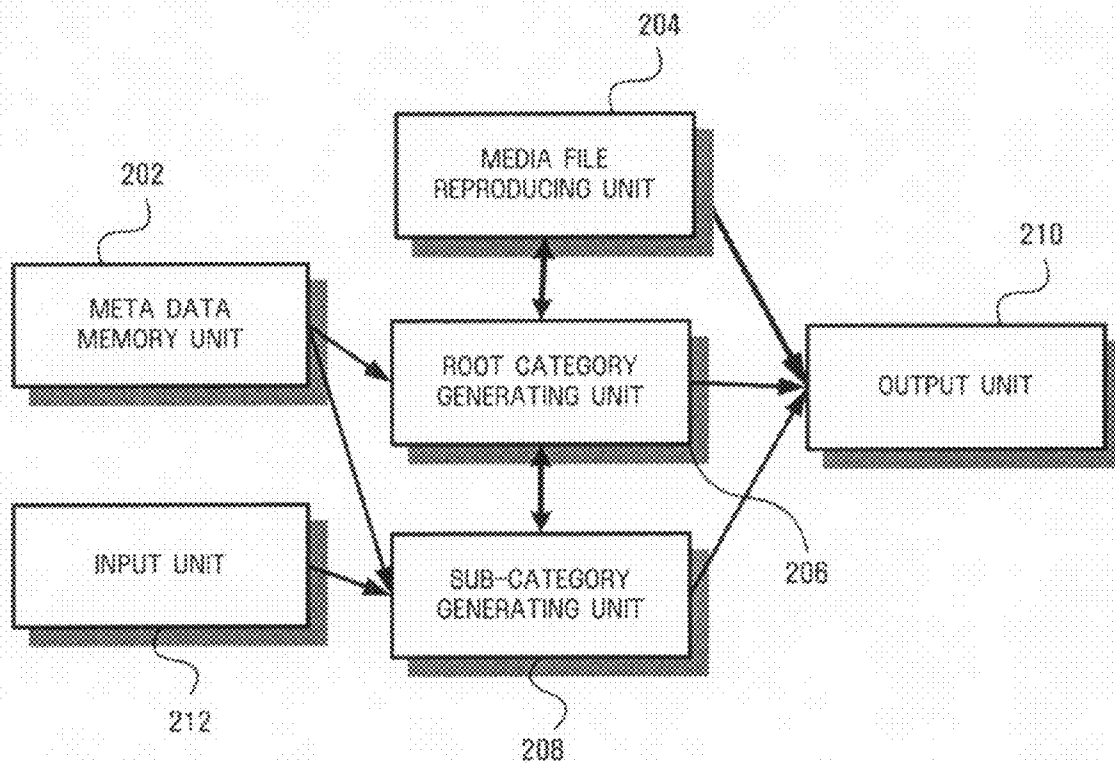 204
MEDIA FILE
REPRODUCING UNIT
202
META DATA
MEMORY UNIT
210
ROOT CATEGORY
GENERATING UNIT
OUTPUT UNIT
INPUT UNIT
SUB-CATEGORY
GENERATING UNIT
206
212
208